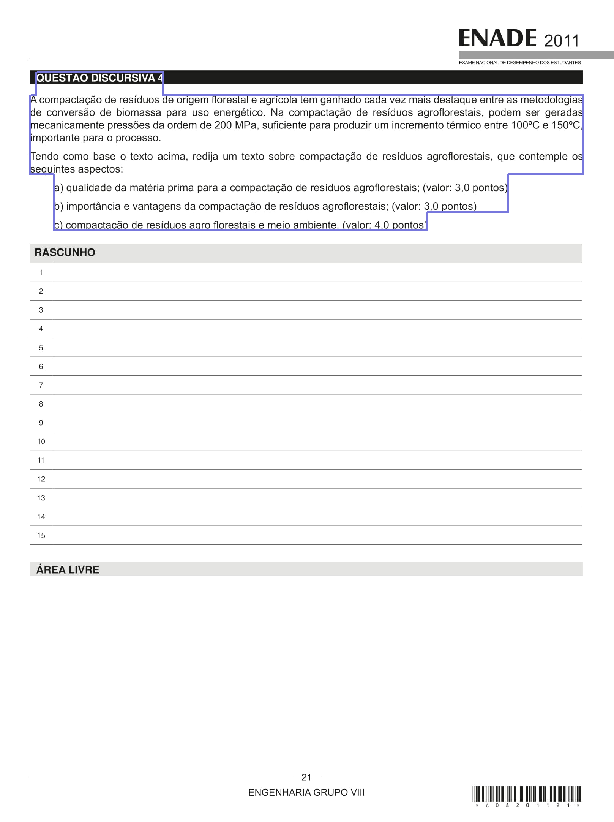 ENADE 2011
EXAME NACIONAL DE DESEMPENHO DOS ESTUDANTES
QUESTÃO DISCURSIVA 4
A compactação de resíduos de origem florestal e agrícola tem ganhado cada vez mais destaque entre as metodologias
de conversão de biomassa para uso energético. Na compactação de resíduos agroflorestais, podem ser geradas
mecanicamente pressões da ordem de 200 MPa, suficiente para produzir um incremento térmico entre 100ºC e 150ºC,
importante para o processo.
Tendo como base o texto acima, redija um texto sobre compactação de resíduos agroflorestais, que contemple os
seguintes aspectos:
a) qualidade da matéria prima para a compactação de resíduos agroflorestais; (valor: 3,0 pontos)
b) importância e vantagens da compactação de resíduos agroflorestais; (valor: 3,0 pontos)
c) compactação de resíduos agro florestais e meio ambiente. (valor: 4,0 pontos)
RASCUNHO
1
2
3
4
5
6
7
8
9
10
11
12
13
14
15
ÁREA LIVRE
21
ENGENHARIA GRUPO VIII